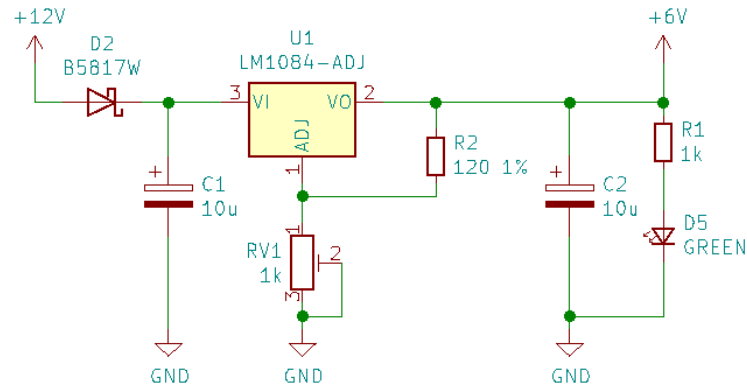 +12V
+6V
D2
B5817W
U1
LM1084-ADJ
3
VI
VO
2
ADJ
1
R2
120 1%
R1
1k
C1
10u
C2
10u
D5
GREEN
RV1
1k
1
2
3
GND
GND
GND